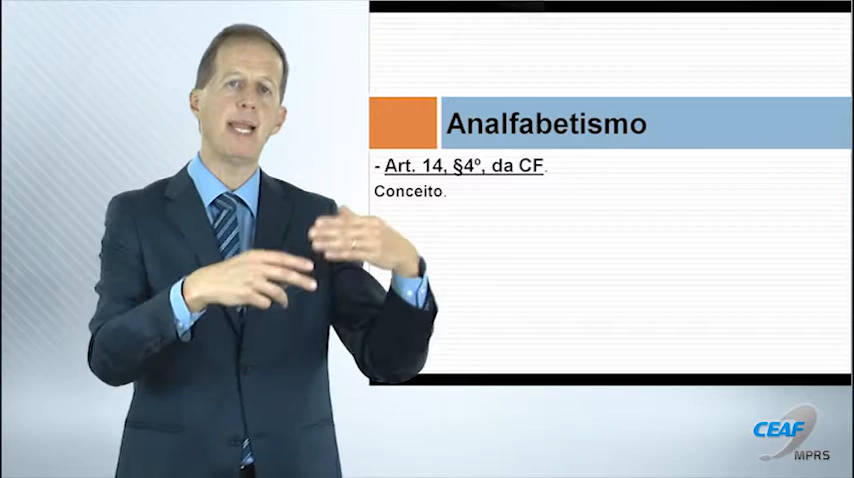 Analfabetismo
- Art. 14, §4º, da CF.
Conceito.
CEAF
MPRS